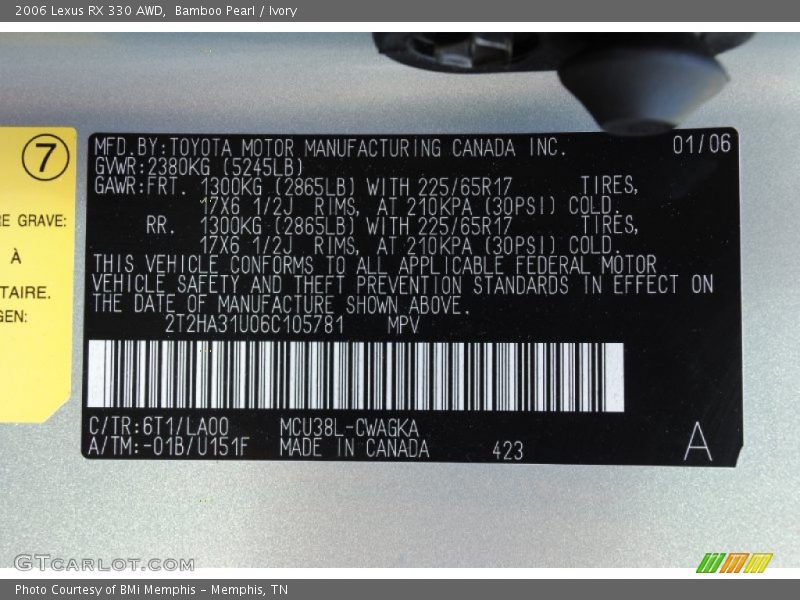 2006 Lexus RX 330 AWD, Bamboo Pearl / Ivory
7
RE GRAVE:
À
TAIRE.
GEN:
MFD.BY:TOYOTA MOTOR MANUFACTURING CANADA INC. 01/06
GVWR:2380KG (5245LB)
GAWR:FRT. 1300KG (2865LB) WITH 225/65R17 TIRES,
17X6 1/2J RIMS, AT 210KPA (30PSI) COLD.
RR. 1300KG (2865LB) WITH 225/65R17 TIRES,
17X6 1/2J RIMS, AT 210KPA (30PSI) COLD.
THIS VEHICLE CONFORMS TO ALL APPLICABLE FEDERAL MOTOR
VEHICLE SAFETY AND THEFT PREVENTION STANDARDS IN EFFECT ON
THE DATE OF MANUFACTURE SHOWN ABOVE.
2T2HA31U06C105781 MPV
C/TR:6T1/LA00 MCU38L-CWAGKA
A/TM:-01B/U151F MADE IN CANADA 423 A
GTCARLOT.COM
Photo Courtesy of BMi Memphis - Memphis, TN